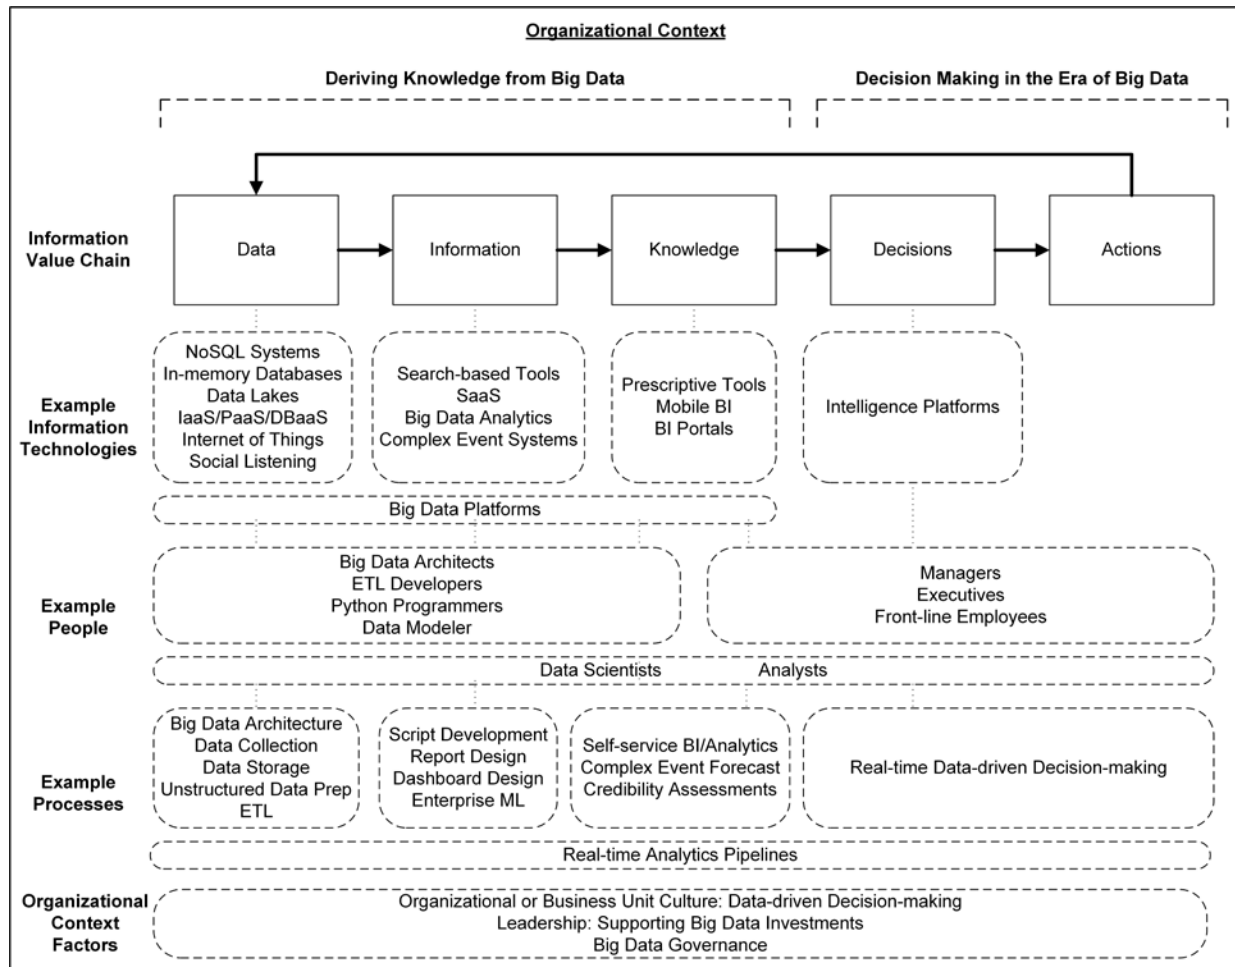 Organizational Context
Deriving Knowledge from Big Data
Decision Making in the Era of Big Data
Information
Value Chain
Data
Information
Knowledge
Decisions
Actions
Example
Information
Technologies
NoSQL Systems
In-memory Databases
Data Lakes
IaaS/PaaS/DBaaS
Internet of Things
Social Listening
Search-based Tools
SaaS
Big Data Analytics
Complex Event Systems
Prescriptive Tools
Mobile BI
BI Portals
Intelligence Platforms
Big Data Platforms
Example
People
Big Data Architects
ETL Developers
Python Programmers
Data Modeler
Managers
Executives
Front-line Employees
Data Scientists
Analysts
Example
Processes
Big Data Architecture
Data Collection
Data Storage
Unstructured Data Prep
ETL
Script Development
Report Design
Dashboard Design
Enterprise ML
Self-service BI/Analytics
Complex Event Forecast
Credibility Assessments
Real-time Data-driven Decision-making
Real-time Analytics Pipelines
Organizational
Context
Factors
Organizational or Business Unit Culture: Data-driven Decision-making
Leadership: Supporting Big Data Investments
Big Data Governance